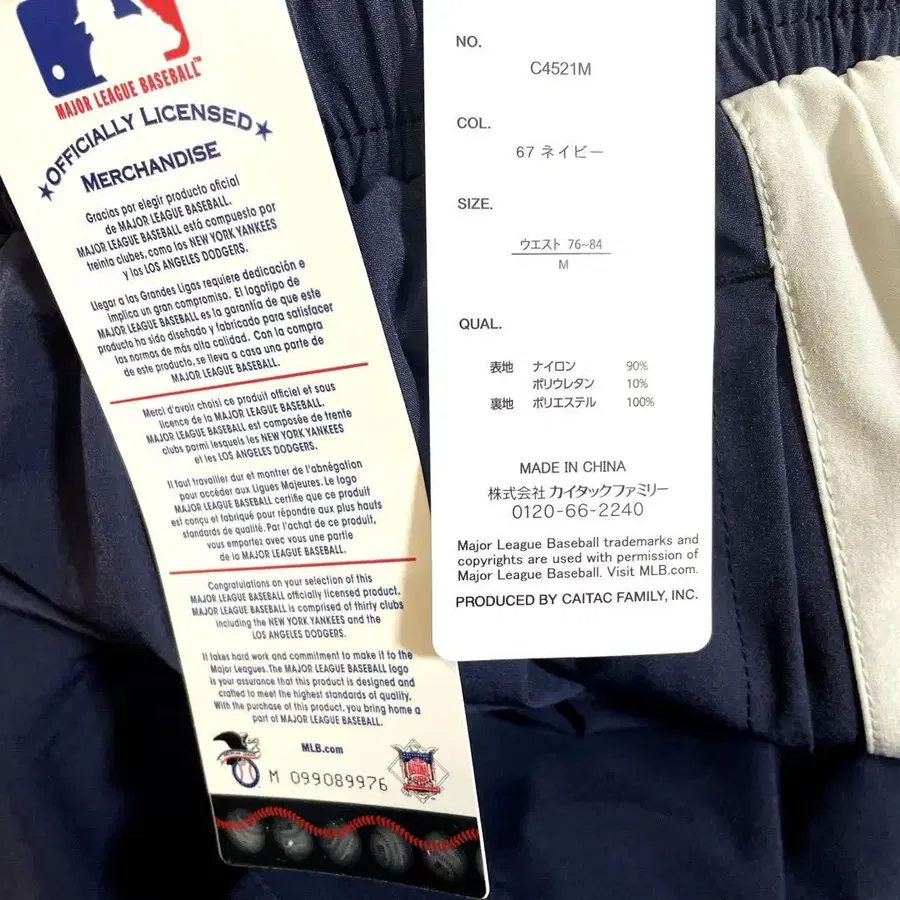 MAJOR LEAGUE BASEBALL™
OFFICIALLY LICENSED
MERCHANDISE
Gracias por elegir producto oficial
de MAJOR LEAGUE BASEBALL.
MAJOR LEAGUE BASEBALL está compuesto por
treinta clubes, como los NEW YORK YANKEES
y los LOS ANGELES DODGERS.
Llegar a las Grandes Ligas requiere dedicación e
implica un gran compromiso. El logotipo de
MAJOR LEAGUE BASEBALL es la garantía de que este
producto ha sido diseñado y fabricado para satisfacer
las normas de más alta calidad. Con la compra
de este producto, se lleva a casa una parte de
MAJOR LEAGUE BASEBALL.
Merci d'avoir choisi ce produit officiel et sous
licence de la MAJOR LEAGUE BASEBALL.
MAJOR LEAGUE BASEBALL est composée de trente
clubs parmi lesquels les NEW YORK YANKEES
et les LOS ANGELES DODGERS.
Il faut travailler dur et montrer de l'abnégation
pour accéder aux Ligues Majeures. Le logo
MAJOR LEAGUE BASEBALL certifie que ce produit
est conçu et fabriqué pour répondre aux plus hauts
standards de qualité. Par l'achat de ce produit,
vous emportez avec vous une partie
de la MAJOR LEAGUE BASEBALL.
Congratulations on your selection of this
MAJOR LEAGUE BASEBALL officially licensed product.
MAJOR LEAGUE BASEBALL is comprised of thirty clubs
including the NEW YORK YANKEES and the
LOS ANGELES DODGERS.
It takes hard work and commitment to make it to the
Major Leagues. The MAJOR LEAGUE BASEBALL logo
is your assurance that this product is designed and
crafted to meet the highest standards of quality.
With the purchase of this product, you bring home a
part of MAJOR LEAGUE BASEBALL.
MLB.com
M 099089976
NO.
C4521M
COL.
67 ネイビー
SIZE.
ウエスト 76~84
M
QUAL.
表地 ナイロン 90%
ポリウレタン 10%
裏地 ポリエステル 100%
MADE IN CHINA
株式会社 カイタックファミリー
0120-66-2240
Major League Baseball trademarks and
copyrights are used with permission of
Major League Baseball. Visit MLB.com.
PRODUCED BY CAITAC FAMILY, INC.